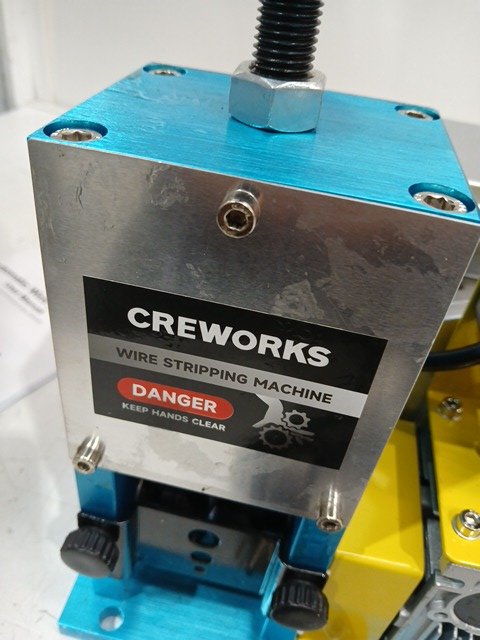 CREWORKS
WIRE STRIPPING MACHINE
DANGER
KEEP HANDS CLEAR